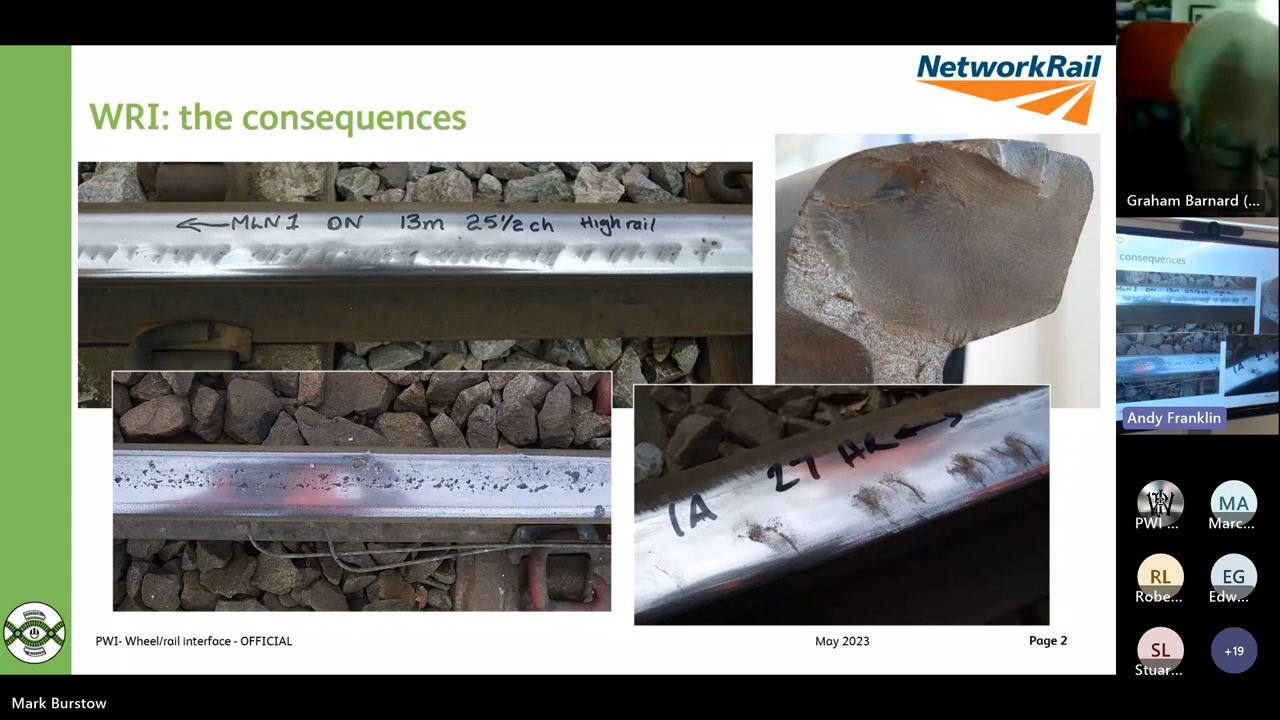 NetworkRail
WRI: the consequences
←MLN1 ON 13m 25½ch High rail
1A 27 HR ↔
PWI- Wheel/rail interface - OFFICIAL
May 2023
Page 2
Graham Barnard (...
consequences
Andy Franklin
PWI ...
MA
Marc...
RL
Robe...
EG
Edw...
SL
Stuar...
+19
Mark Burstow